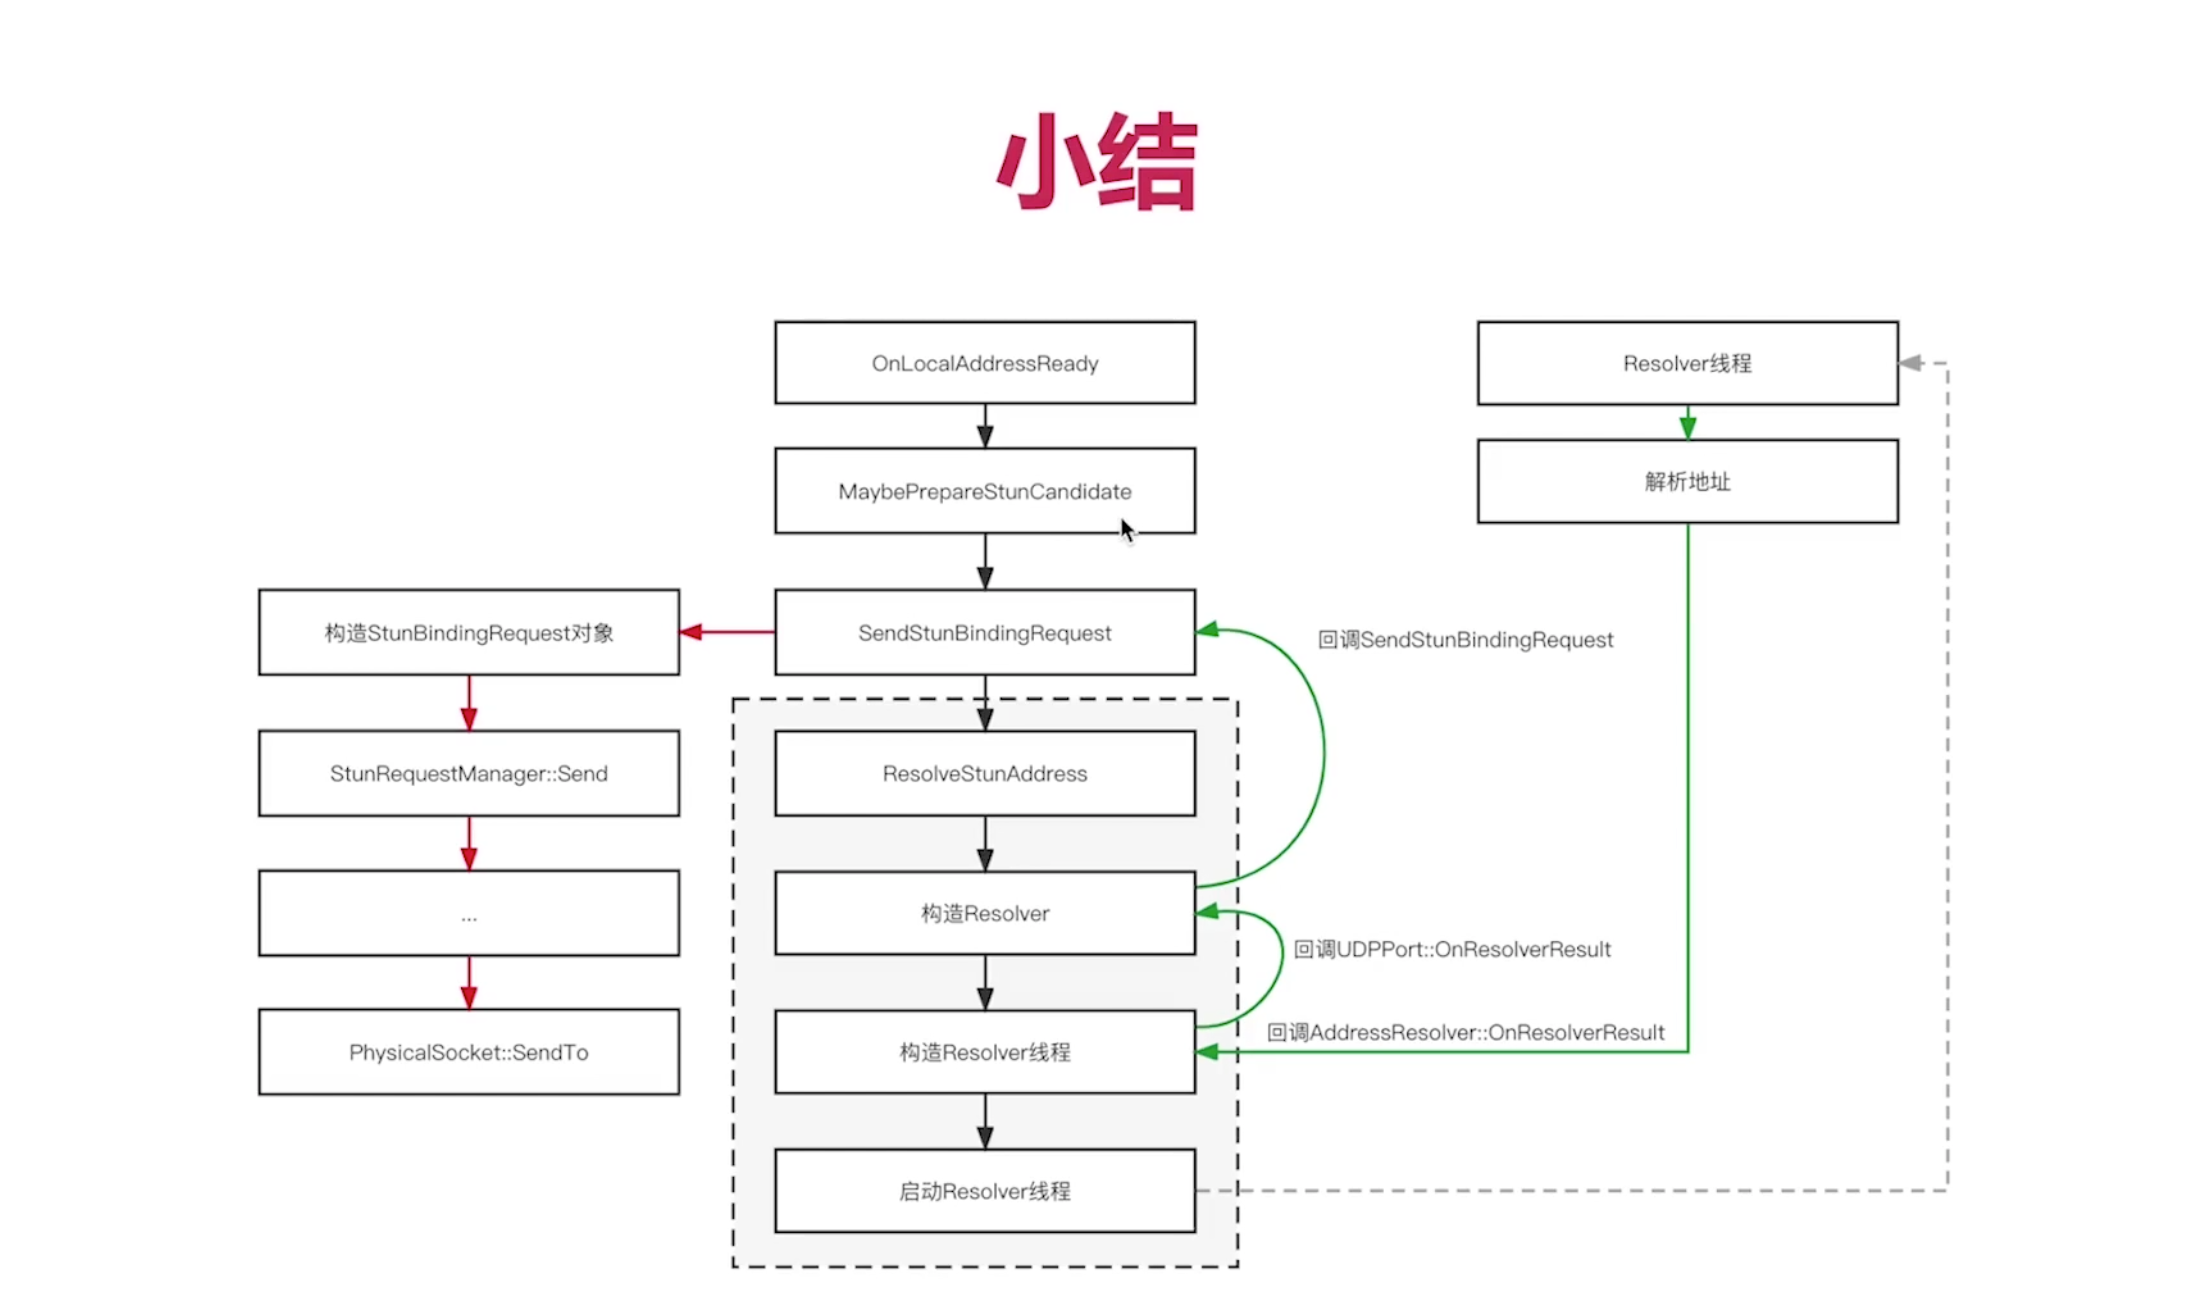 小结
OnLocalAddressReady
Resolver线程
MaybePrepareStunCandidate
解析地址
构造StunBindingRequest对象
SendStunBindingRequest
回调SendStunBindingRequest
StunRequestManager::Send
ResolveStunAddress
...
构造Resolver
回调UDPPort::OnResolverResult
回调AddressResolver::OnResolverResult
PhysicalSocket::SendTo
构造Resolver线程
启动Resolver线程